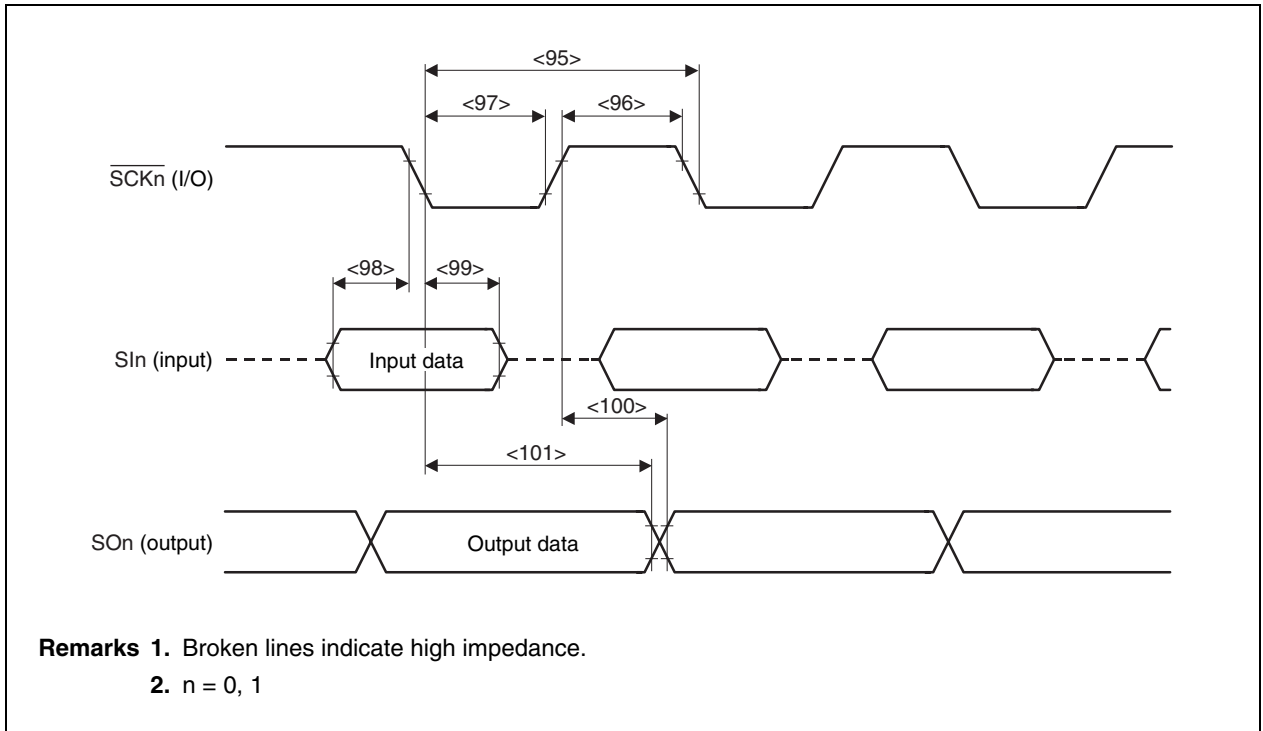 <95>
<97> <96>
SCKn (I/O)
<98> <99>
SIn (input) Input data
<100>
<101>
SOn (output) Output data
Remarks 1. Broken lines indicate high impedance.
2. n = 0, 1